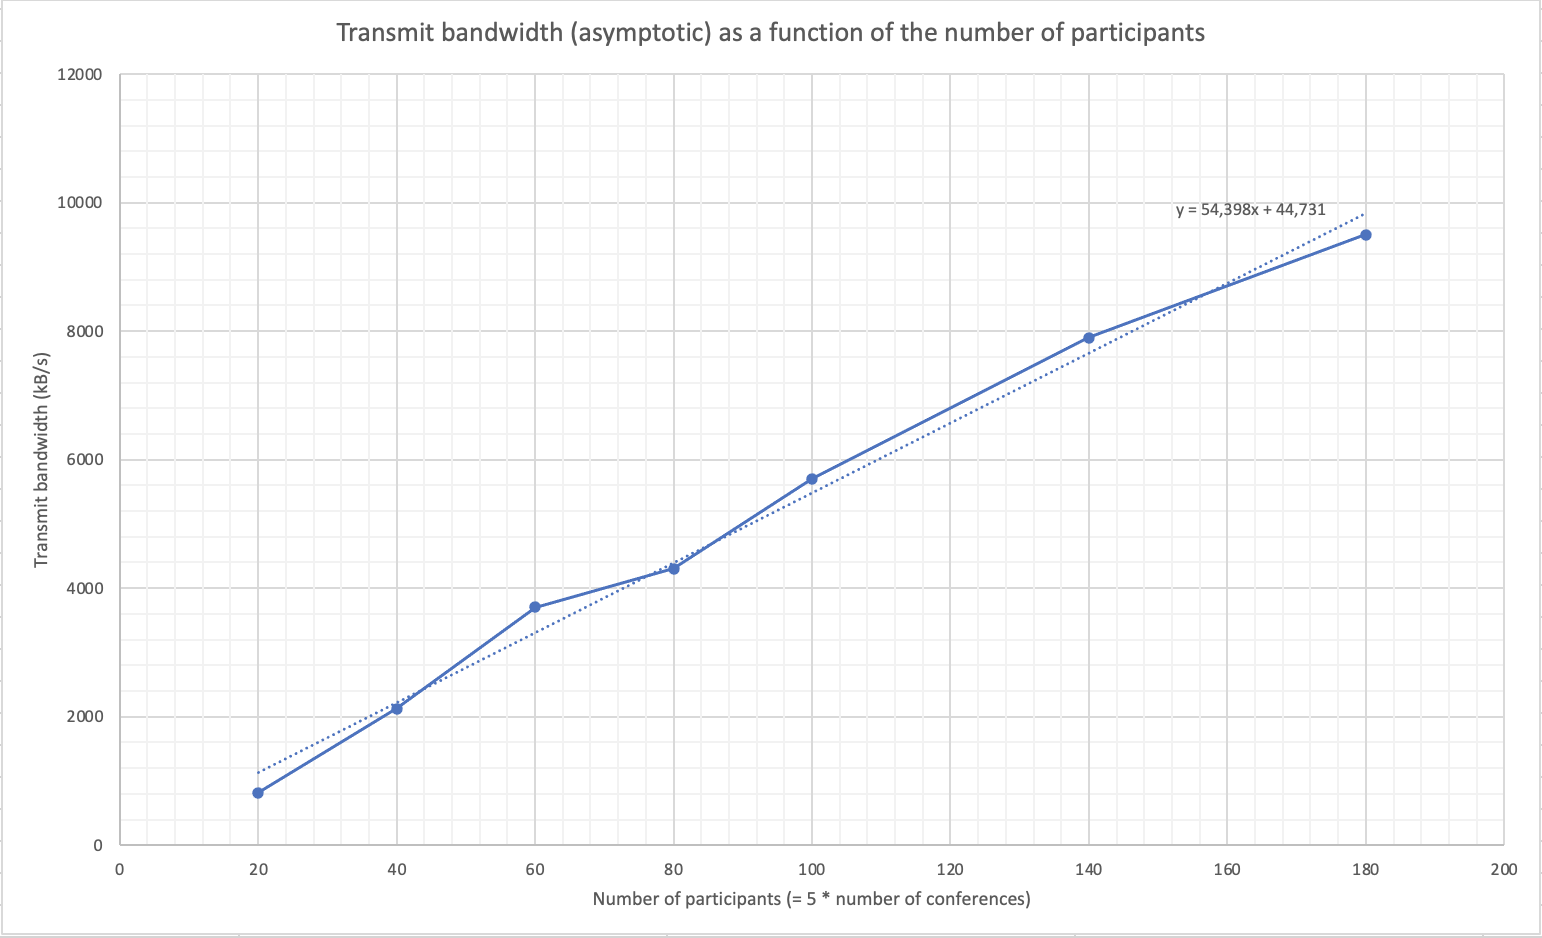 Transmit bandwidth (asymptotic) as a function of the number of participants
12000
10000
8000
6000
4000
2000
0
Transmit bandwidth (kB/s)
y = 54,398x + 44,731
0 20 40 60 80 100 120 140 160 180 200
Number of participants (= 5 * number of conferences)